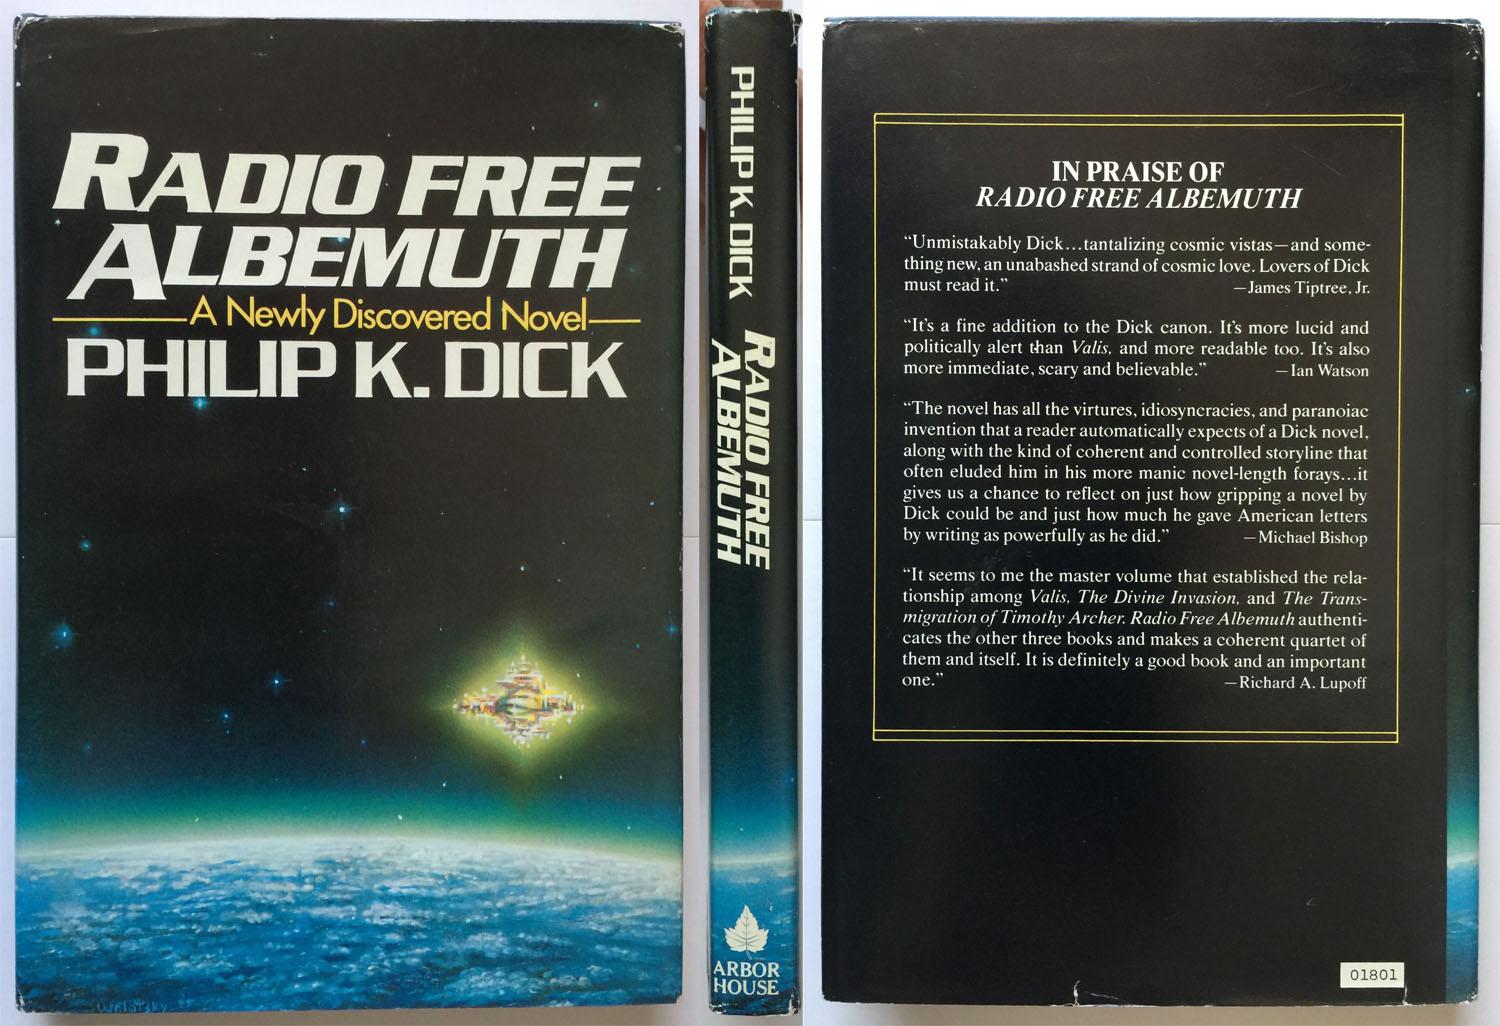 RADIO FREE
ALBEMUTH
A Newly Discovered Novel
PHILIP K. DICK
PHILIP K. DICK
RADIO FREE
ALBEMUTH
ARBOR
HOUSE
IN PRAISE OF
RADIO FREE ALBEMUTH
“Unmistakably Dick...tantalizing cosmic vistas—and some-
thing new, an unabashed strand of cosmic love. Lovers of Dick
must read it.” —James Tiptree, Jr.
“It's a fine addition to the Dick canon. It's more lucid and
politically alert than Valis, and more readable too. It's also
more immediate, scary and believable.” —Ian Watson
“The novel has all the virtures, idiosyncracies, and paranoiac
invention that a reader automatically expects of a Dick novel,
along with the kind of coherent and controlled storyline that
often eluded him in his more manic novel-length forays...it
gives us a chance to reflect on just how gripping a novel by
Dick could be and just how much he gave American letters
by writing as powerfully as he did.” —Michael Bishop
“It seems to me the master volume that established the rela-
tionship among Valis, The Divine Invasion, and The Trans-
migration of Timothy Archer. Radio Free Albemuth authenti-
cates the other three books and makes a coherent quartet of
them and itself. It is definitely a good book and an important
one.” —Richard A. Lupoff
01801